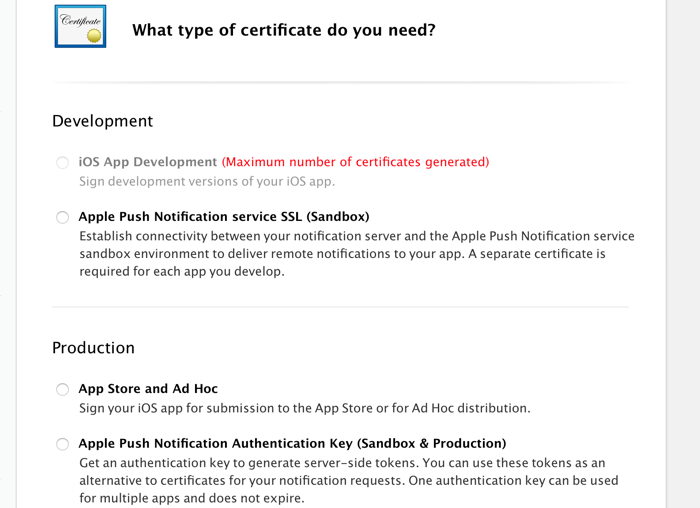 Certificate
What type of certificate do you need?
Development
iOS App Development (Maximum number of certificates generated)
Sign development versions of your iOS app.
Apple Push Notification service SSL (Sandbox)
Establish connectivity between your notification server and the Apple Push Notification service
sandbox environment to deliver remote notifications to your app. A separate certificate is
required for each app you develop.
Production
App Store and Ad Hoc
Sign your iOS app for submission to the App Store or for Ad Hoc distribution.
Apple Push Notification Authentication Key (Sandbox & Production)
Get an authentication key to generate server-side tokens. You can use these tokens as an
alternative to certificates for your notification requests. One authentication key can be used
for multiple apps and does not expire.